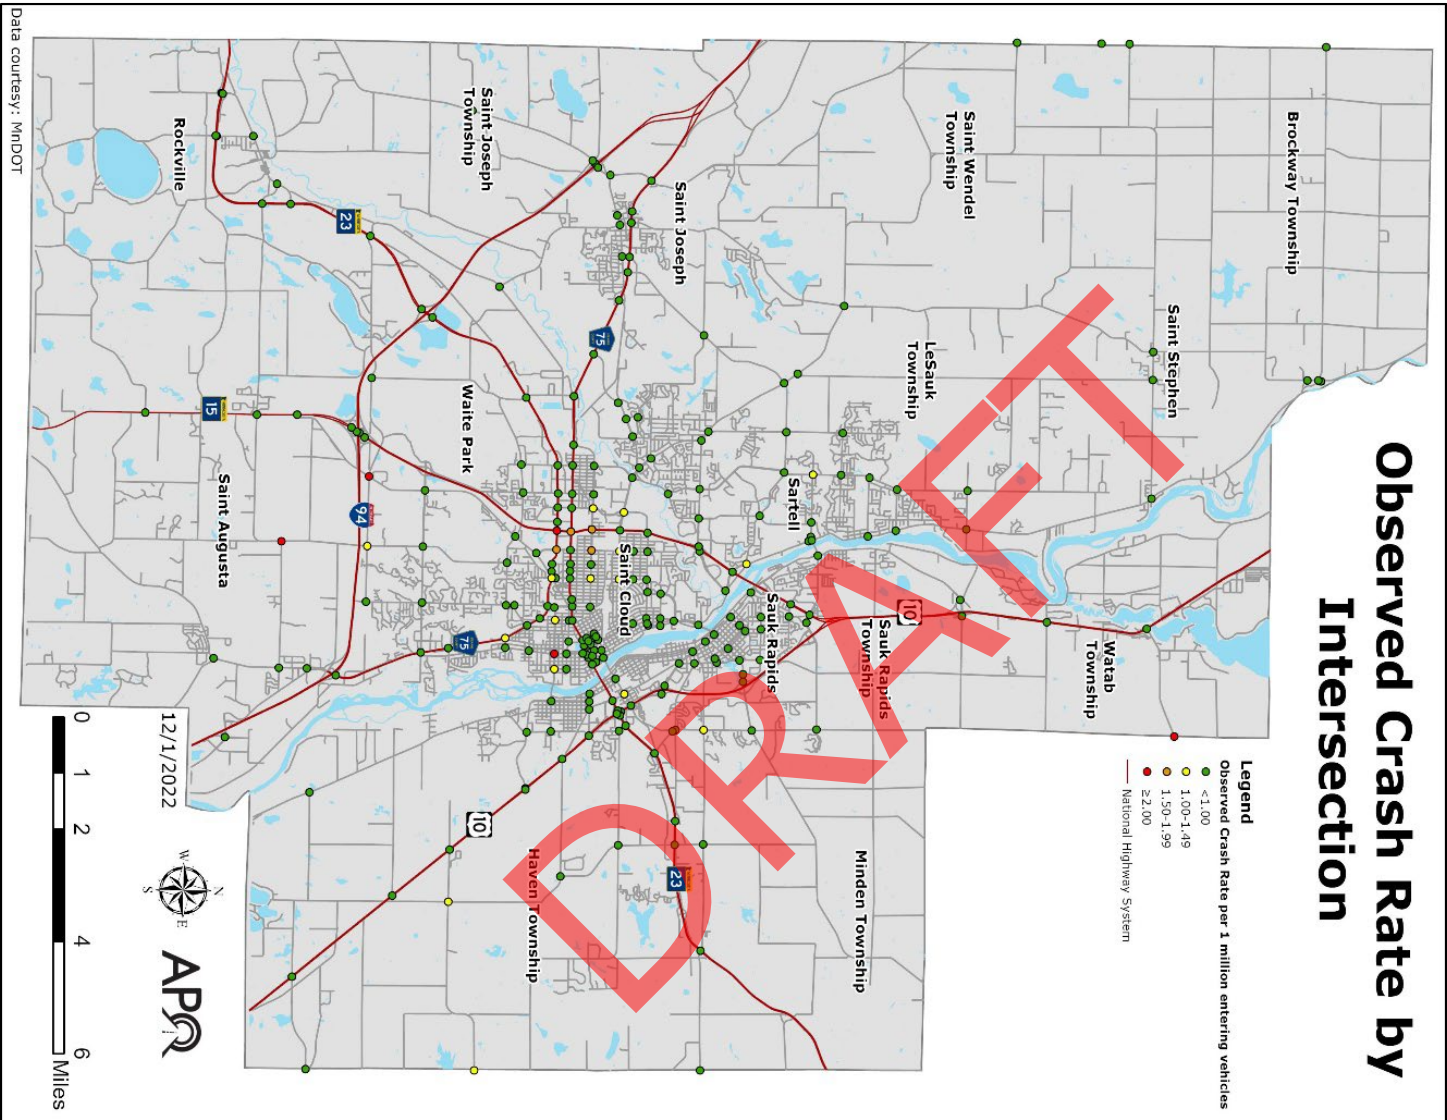 Observed Crash Rate by
Intersection
Legend
Observed Crash Rate per 1 million entering vehicles
<1.00
1.00-1.49
1.50-1.99
≥2.00
National Highway System
Brockway Township
Saint Stephen
Saint Wendel
Township
LeSauk
Township
Watab
Township
Sauk Rapids
Township
Minden Township
Sartell
Sauk Rapids
Saint Joseph
Saint Joseph
Township
Saint Cloud
Waite Park
Haven Township
Rockville
Saint Augusta
23
75
15
94
75
10
10
23
DRAFT
12/1/2022
N
E
S
W
APO
0
1
2
4
6
Miles
Data courtesy: MnDOT